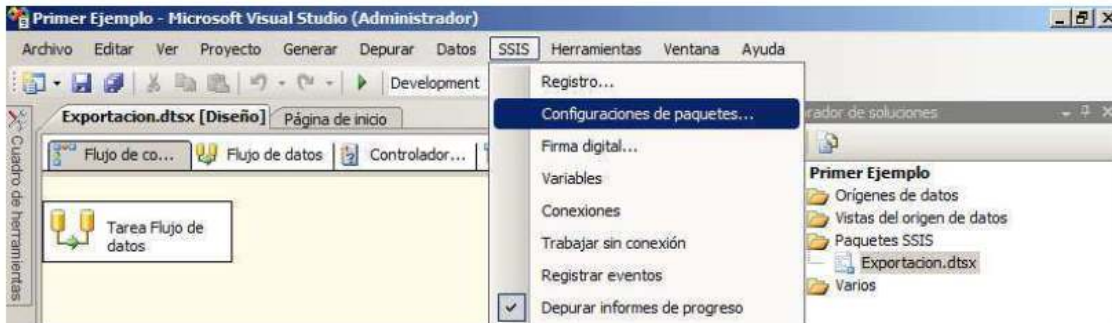 Primer Ejemplo - Microsoft Visual Studio (Administrador)
Archivo Editar Ver Proyecto Generar Depurar Datos SSIS Herramientas Ventana Ayuda
Development
Registro...
Configuraciones de paquetes...
Firma digital...
Variables
Conexiones
Trabajar sin conexión
Registrar eventos
Depurar informes de progreso
Cuadro de herramientas
Exportacion.dtsx [Diseño] Página de inicio
Flujo de co... Flujo de datos Controlador...
Tarea Flujo de
datos
rador de soluciones
Primer Ejemplo
Orígenes de datos
Vistas del origen de datos
Paquetes SSIS
Exportacion.dtsx
Varios